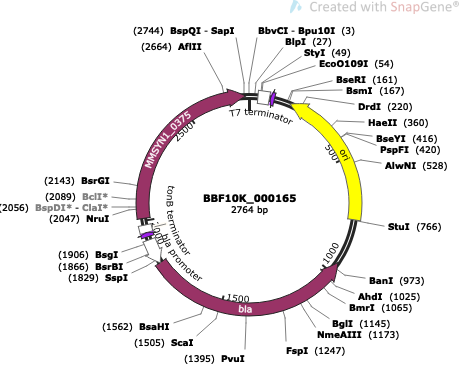 Created with SnapGene®
(2744) BspQI - SapI
(2664) AflII
BbvCI - Bpu10I (3)
BlpI (27)
StyI (49)
EcoO109I (54)
BseRI (161)
BsmI (167)
DrdI (220)
HaeII (360)
BseYI (416)
PspFI (420)
AlwNI (528)
StuI (766)
BanI (973)
AhdI (1025)
BmrI (1065)
BglI (1145)
NmeAIII (1173)
FspI (1247)
(1395) PvuI
(1505) ScaI
(1562) BsaHI
(1829) SspI
(1866) BsrBI
(1906) BsgI
(2047) NruI
(2056) BspDI* - ClaI*
(2089) BclI*
(2143) BsrGI
T7 terminator
ori
500
1000
1500
bla
bla promoter
tonB terminator
MMSYN1_0375
2500
BBF10K_000165
2764 bp